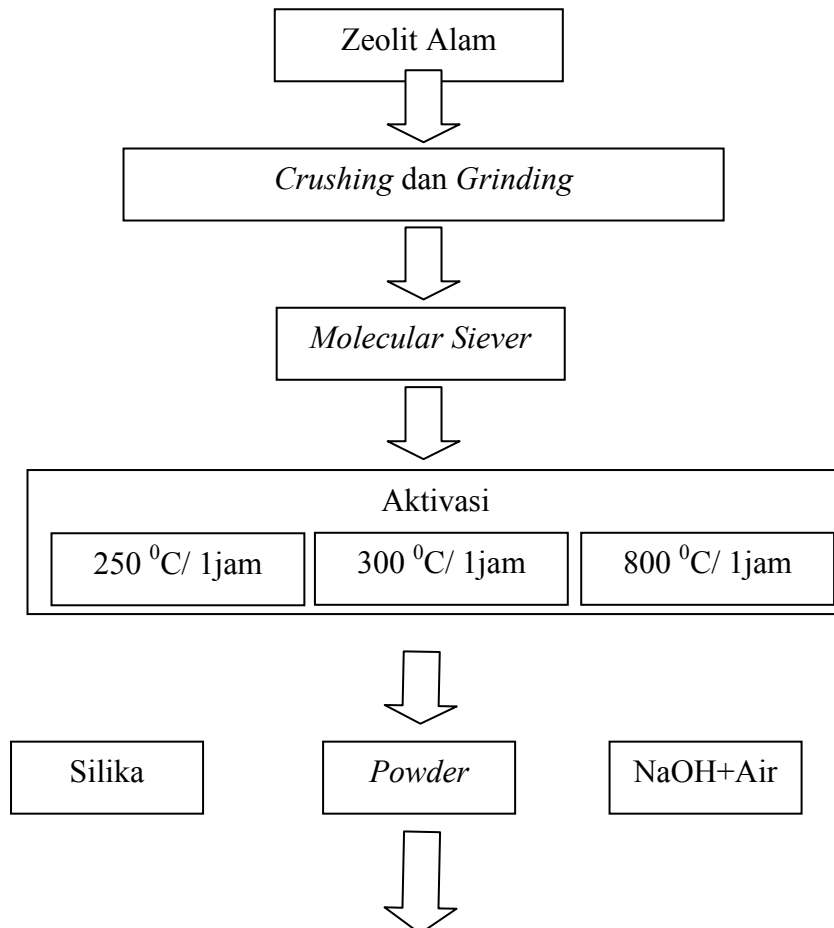 Zeolit Alam
Crushing dan Grinding
Molecular Siever
Aktivasi
250 ⁰C/ 1jam
300 ⁰C/ 1jam
800 ⁰C/ 1jam
Silika
Powder
NaOH+Air